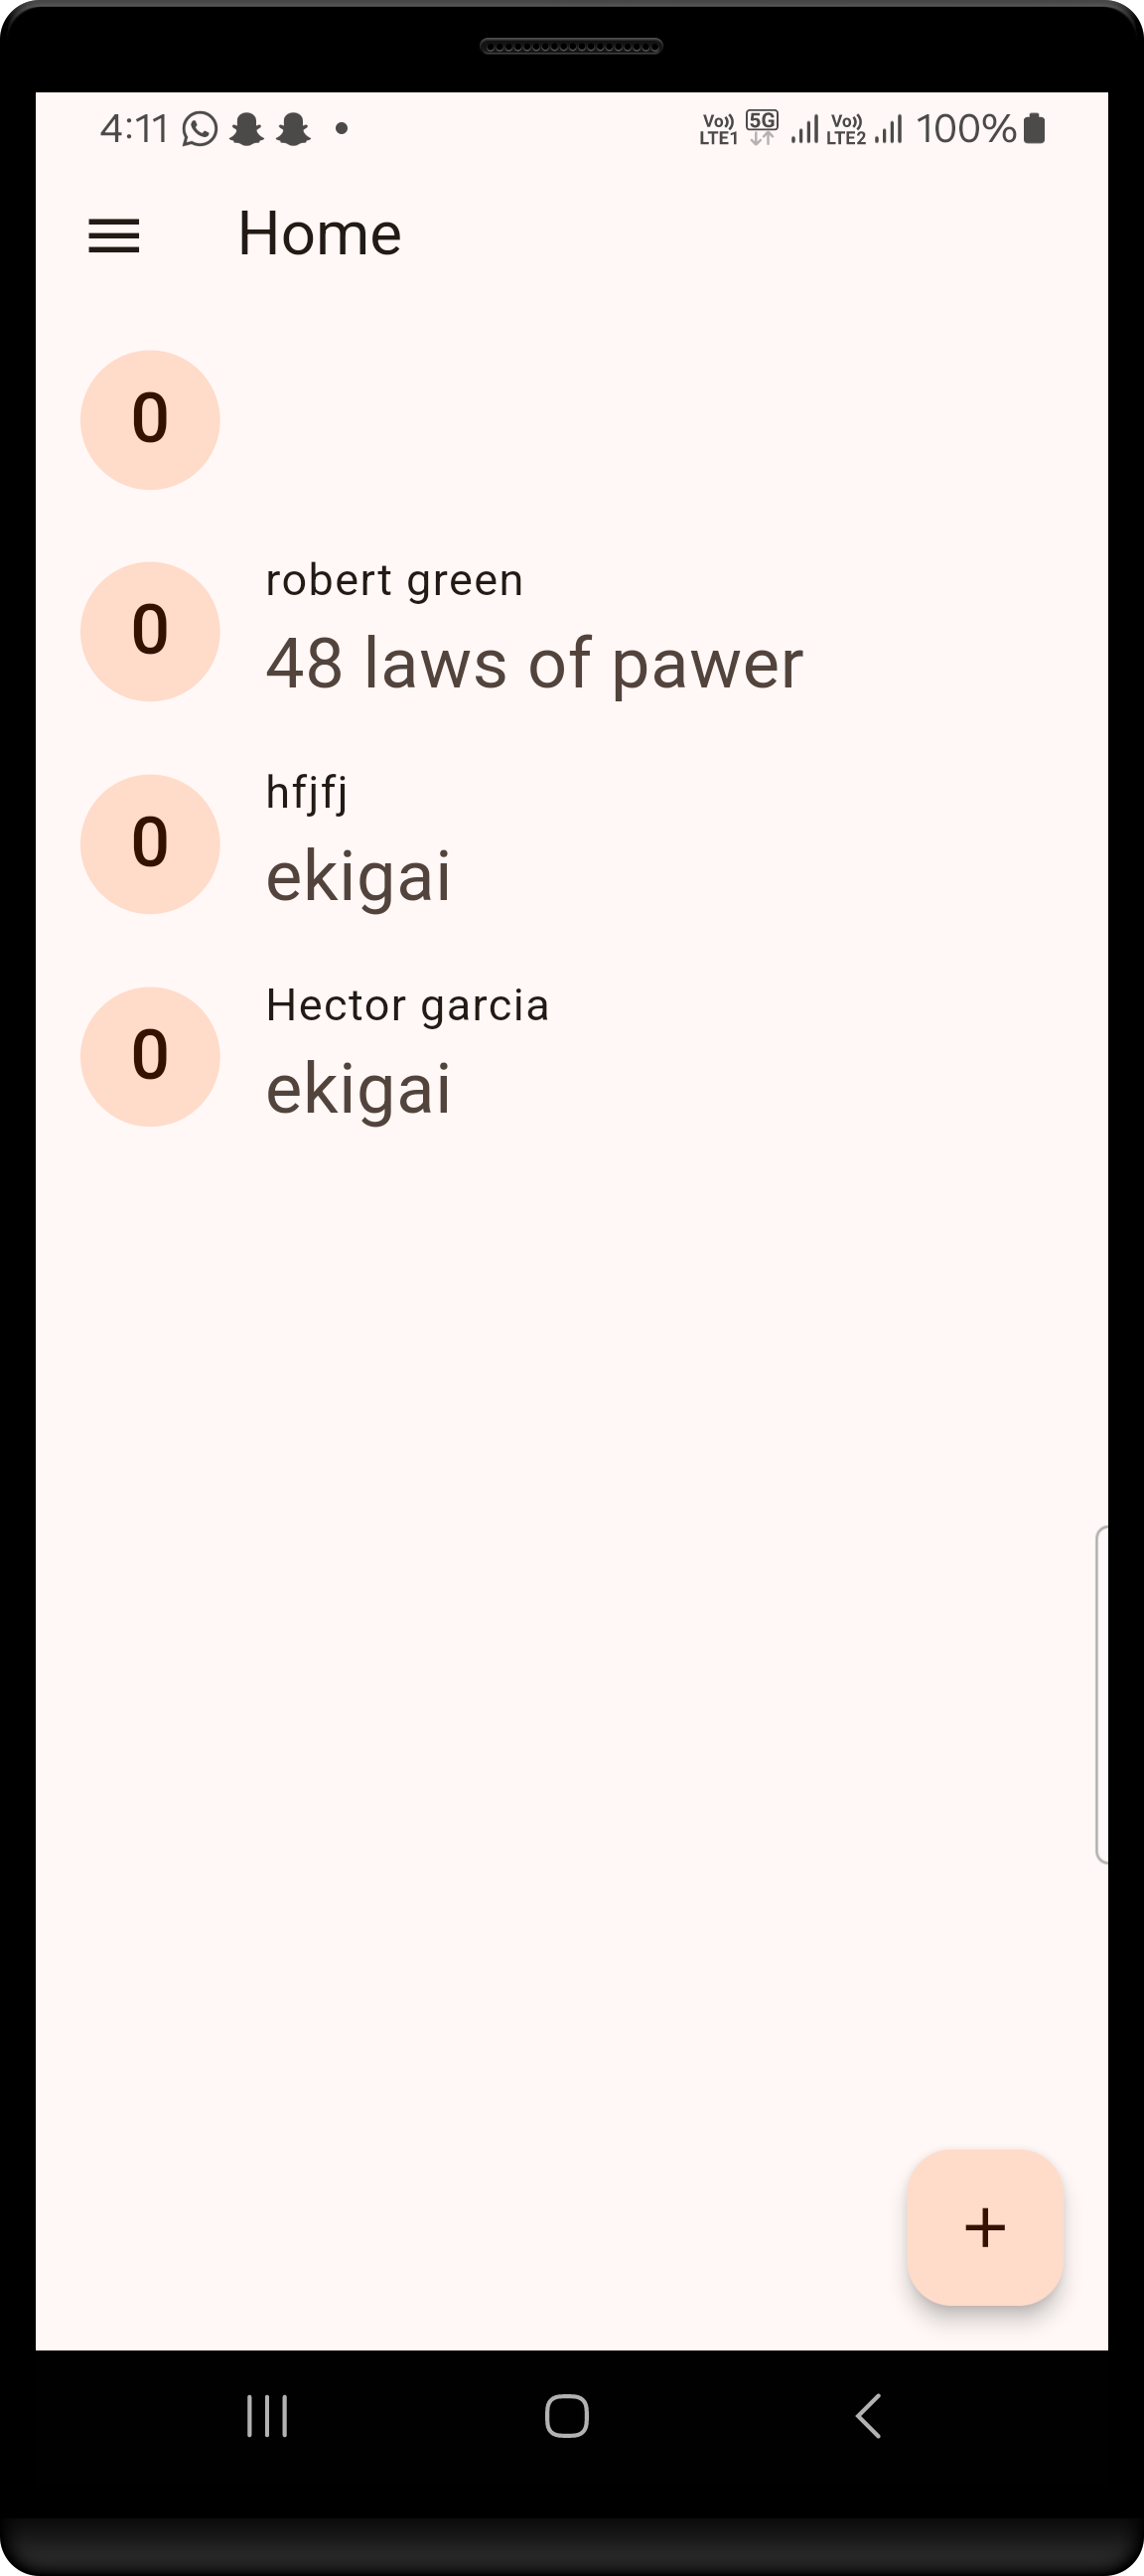 4:11 Vo)) LTE1 5G Vo)) LTE2 100%
Home
0
0
robert green
48 laws of pawer
0
hfjfj
ekigai
0
Hector garcia
ekigai
+